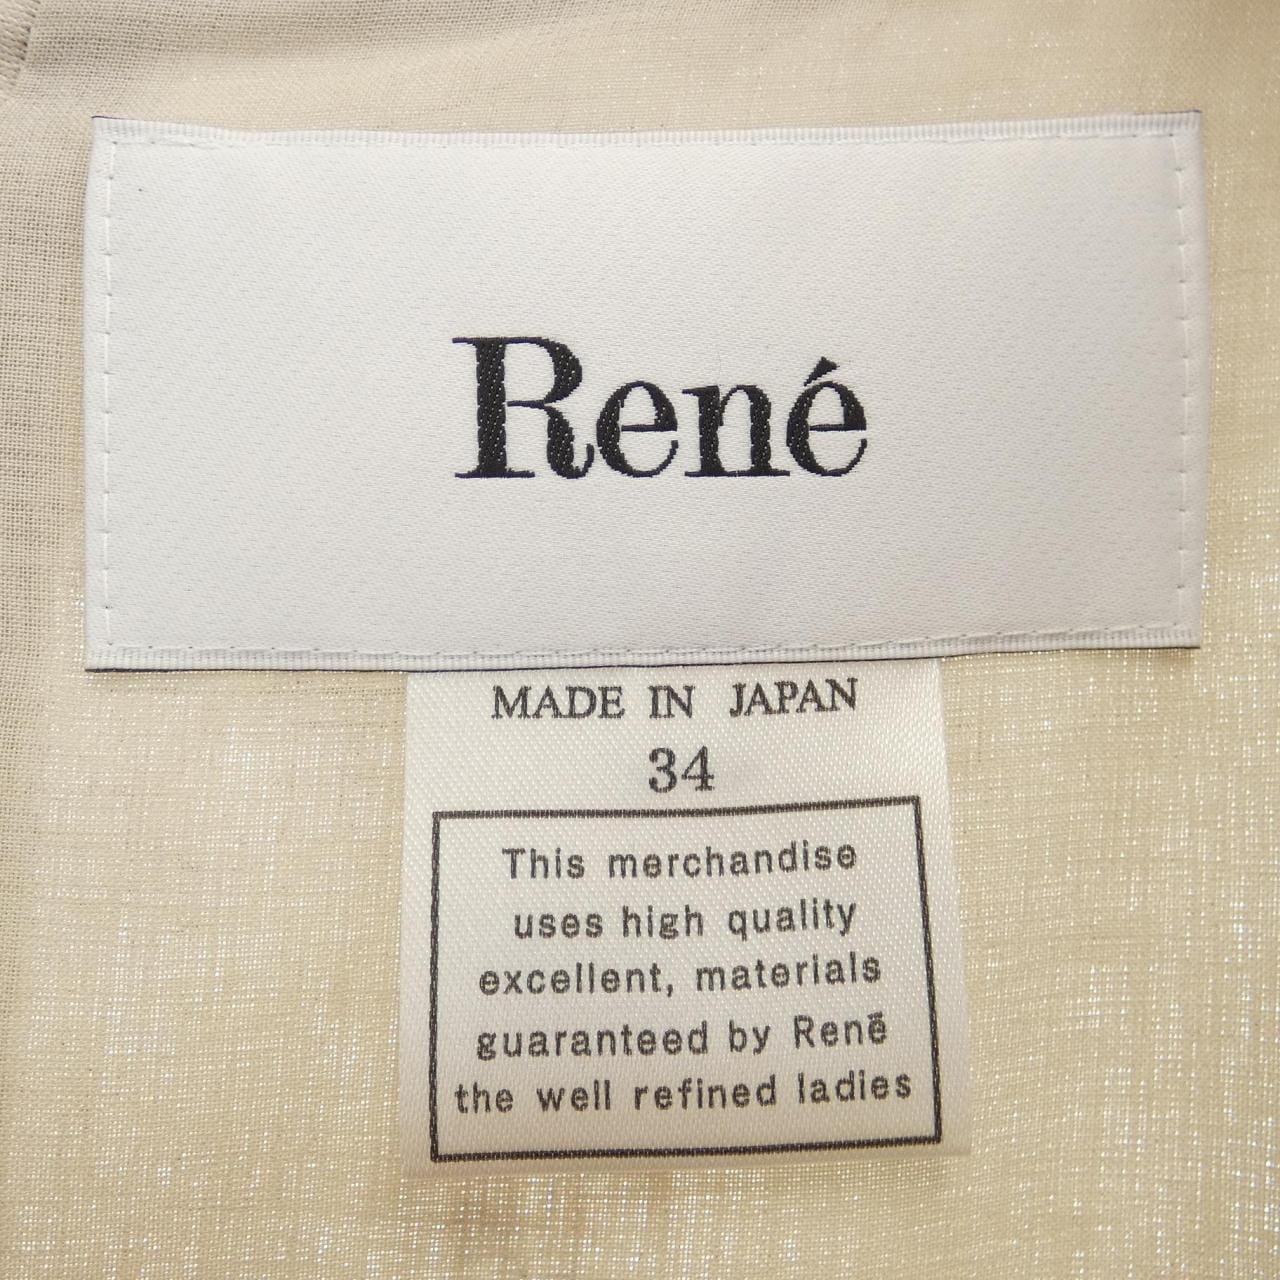 René
MADE IN JAPAN
34
This merchandise
uses high quality
excellent, materials
guaranteed by Renē
the well refined ladies